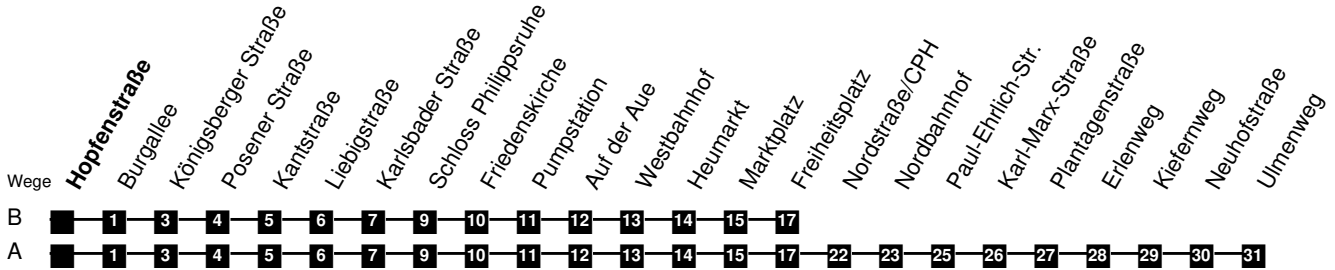 Hopfenstraße
Burgallee
Königsberger Straße
Posener Straße
Kantstraße
Liebigstraße
Karlsbader Straße
Schloss Philippsruhe
Friedenskirche
Pumpstation
Auf der Aue
Westbahnhof
Heumarkt
Marktplatz
Freiheitsplatz
Nordstraße/CPH
Nordbahnhof
Paul-Ehrlich-Str.
Karl-Marx-Straße
Plantagenstraße
Erlenweg
Kiefernweg
Neuhofstraße
Ulmenweg
Wege
B 1 3 4 5 6 7 9 10 11 12 13 14 15 17
A 1 3 4 5 6 7 9 10 11 12 13 14 15 17 22 23 25 26 27 28 29 30 31